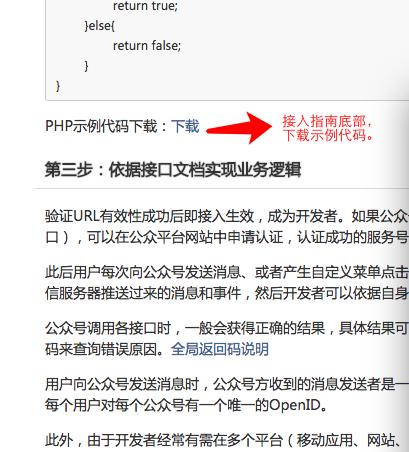 return true;
}else{
return false;
}
}
PHP示例代码下载：下载
接入指南底部，
下载示例代码。
第三步：依据接口文档实现业务逻辑
验证URL有效性成功后即接入生效，成为开发者。如果公众
口），可以在公众平台网站中申请认证，认证成功的服务号
此后用户每次向公众号发送消息、或者产生自定义菜单点击
信服务器推送过来的消息和事件，然后开发者可以依据自身
公众号调用各接口时，一般会获得正确的结果，具体结果可
码来查询错误原因。全局返回码说明
用户向公众号发送消息时，公众号方收到的消息发送者是一
每个用户对每个公众号有一个唯一的OpenID。
此外，由于开发者经常有需在多个平台（移动应用、网站、